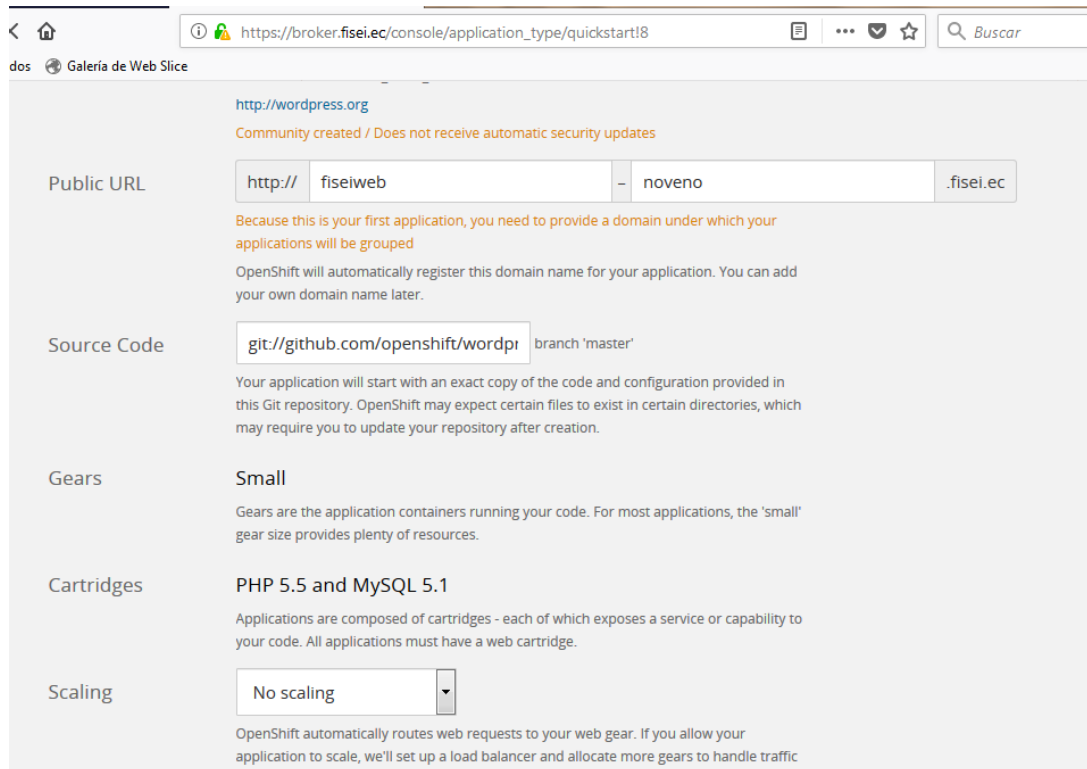 https://broker.fisei.ec/console/application_type/quickstart!8
Buscar
dos Galería de Web Slice
http://wordpress.org
Community created / Does not receive automatic security updates
Public URL http:// fiseiweb – noveno .fisei.ec
Because this is your first application, you need to provide a domain under which your
applications will be grouped
OpenShift will automatically register this domain name for your application. You can add
your own domain name later.
Source Code git://github.com/openshift/wordpr branch 'master'
Your application will start with an exact copy of the code and configuration provided in
this Git repository. OpenShift may expect certain files to exist in certain directories, which
may require you to update your repository after creation.
Gears Small
Gears are the application containers running your code. For most applications, the 'small'
gear size provides plenty of resources.
Cartridges PHP 5.5 and MySQL 5.1
Applications are composed of cartridges - each of which exposes a service or capability to
your code. All applications must have a web cartridge.
Scaling No scaling
OpenShift automatically routes web requests to your web gear. If you allow your
application to scale, we'll set up a load balancer and allocate more gears to handle traffic